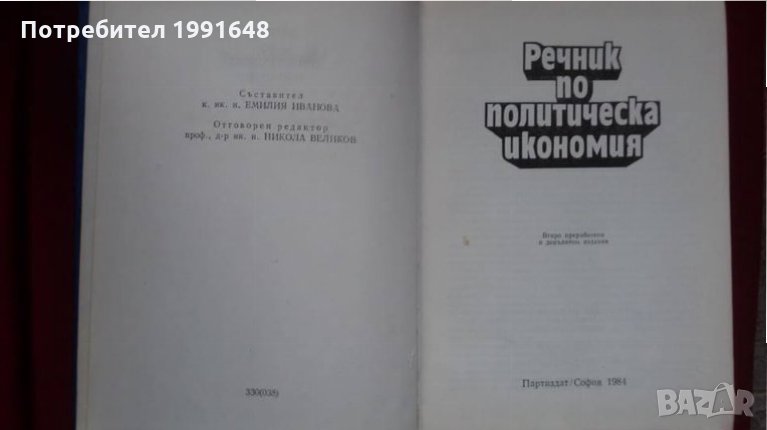 Потребител 1991648
Съставител
к. ик. н. ЕМИЛИЯ ИВАНОВА
Отговорен редактор
проф., д-р ик. н. НИКОЛА ВЕЛИКОВ
330(038)
Речник
по
политическа
икономия
Второ преработено
и допълнено издание
Партиздат/София 1984
BAZAR